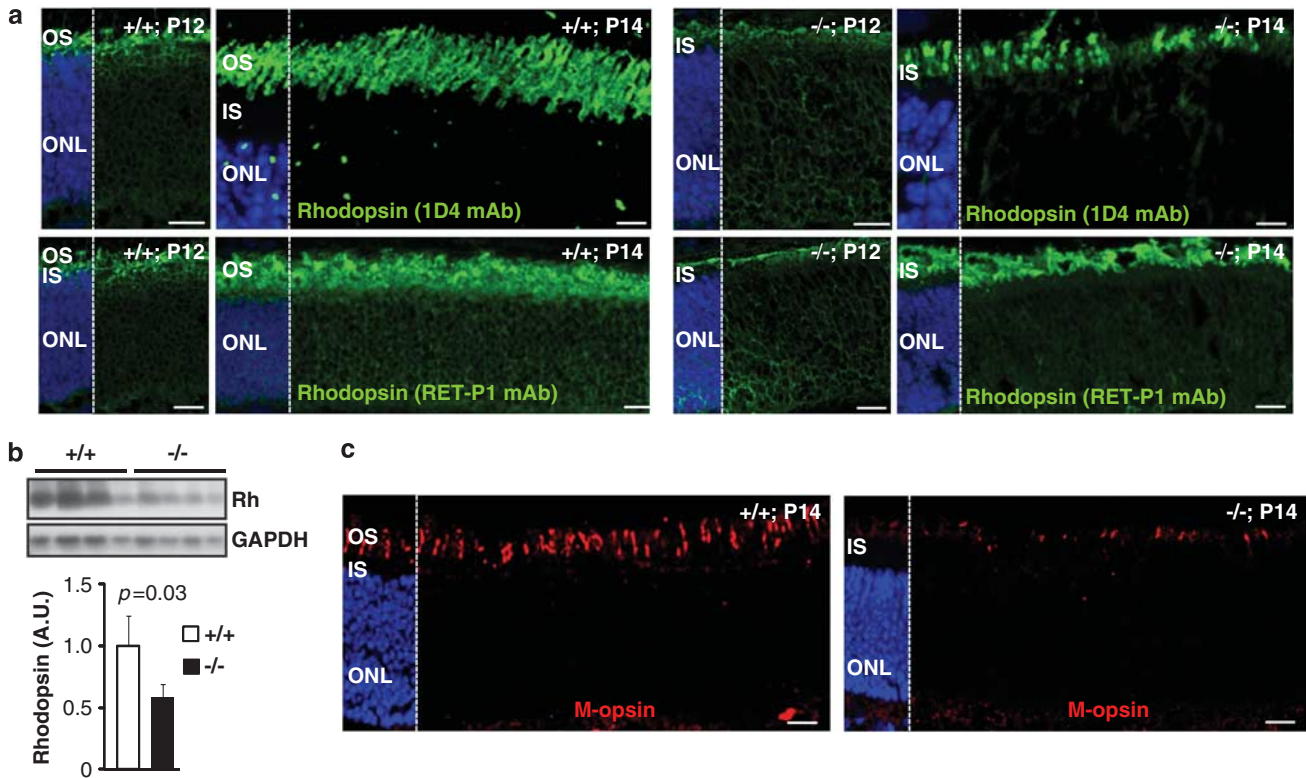 a
OS
+/+; P12
ONL
+/+; P14
OS
IS
ONL
Rhodopsin (1D4 mAb)
-/-; P12
IS
ONL
-/-; P14
IS
ONL
Rhodopsin (1D4 mAb)
OS
IS
+/+; P12
ONL
+/+; P14
OS
ONL
Rhodopsin (RET-P1 mAb)
-/-; P12
IS
ONL
-/-; P14
IS
ONL
Rhodopsin (RET-P1 mAb)
b
+/+ -/-
Rh
GAPDH
Rhodopsin (A.U.)
1.5
1.0
0.5
0
p=0.03
+/+
-/-
c
+/+; P14
OS
IS
ONL
M-opsin
-/-; P14
IS
ONL
M-opsin